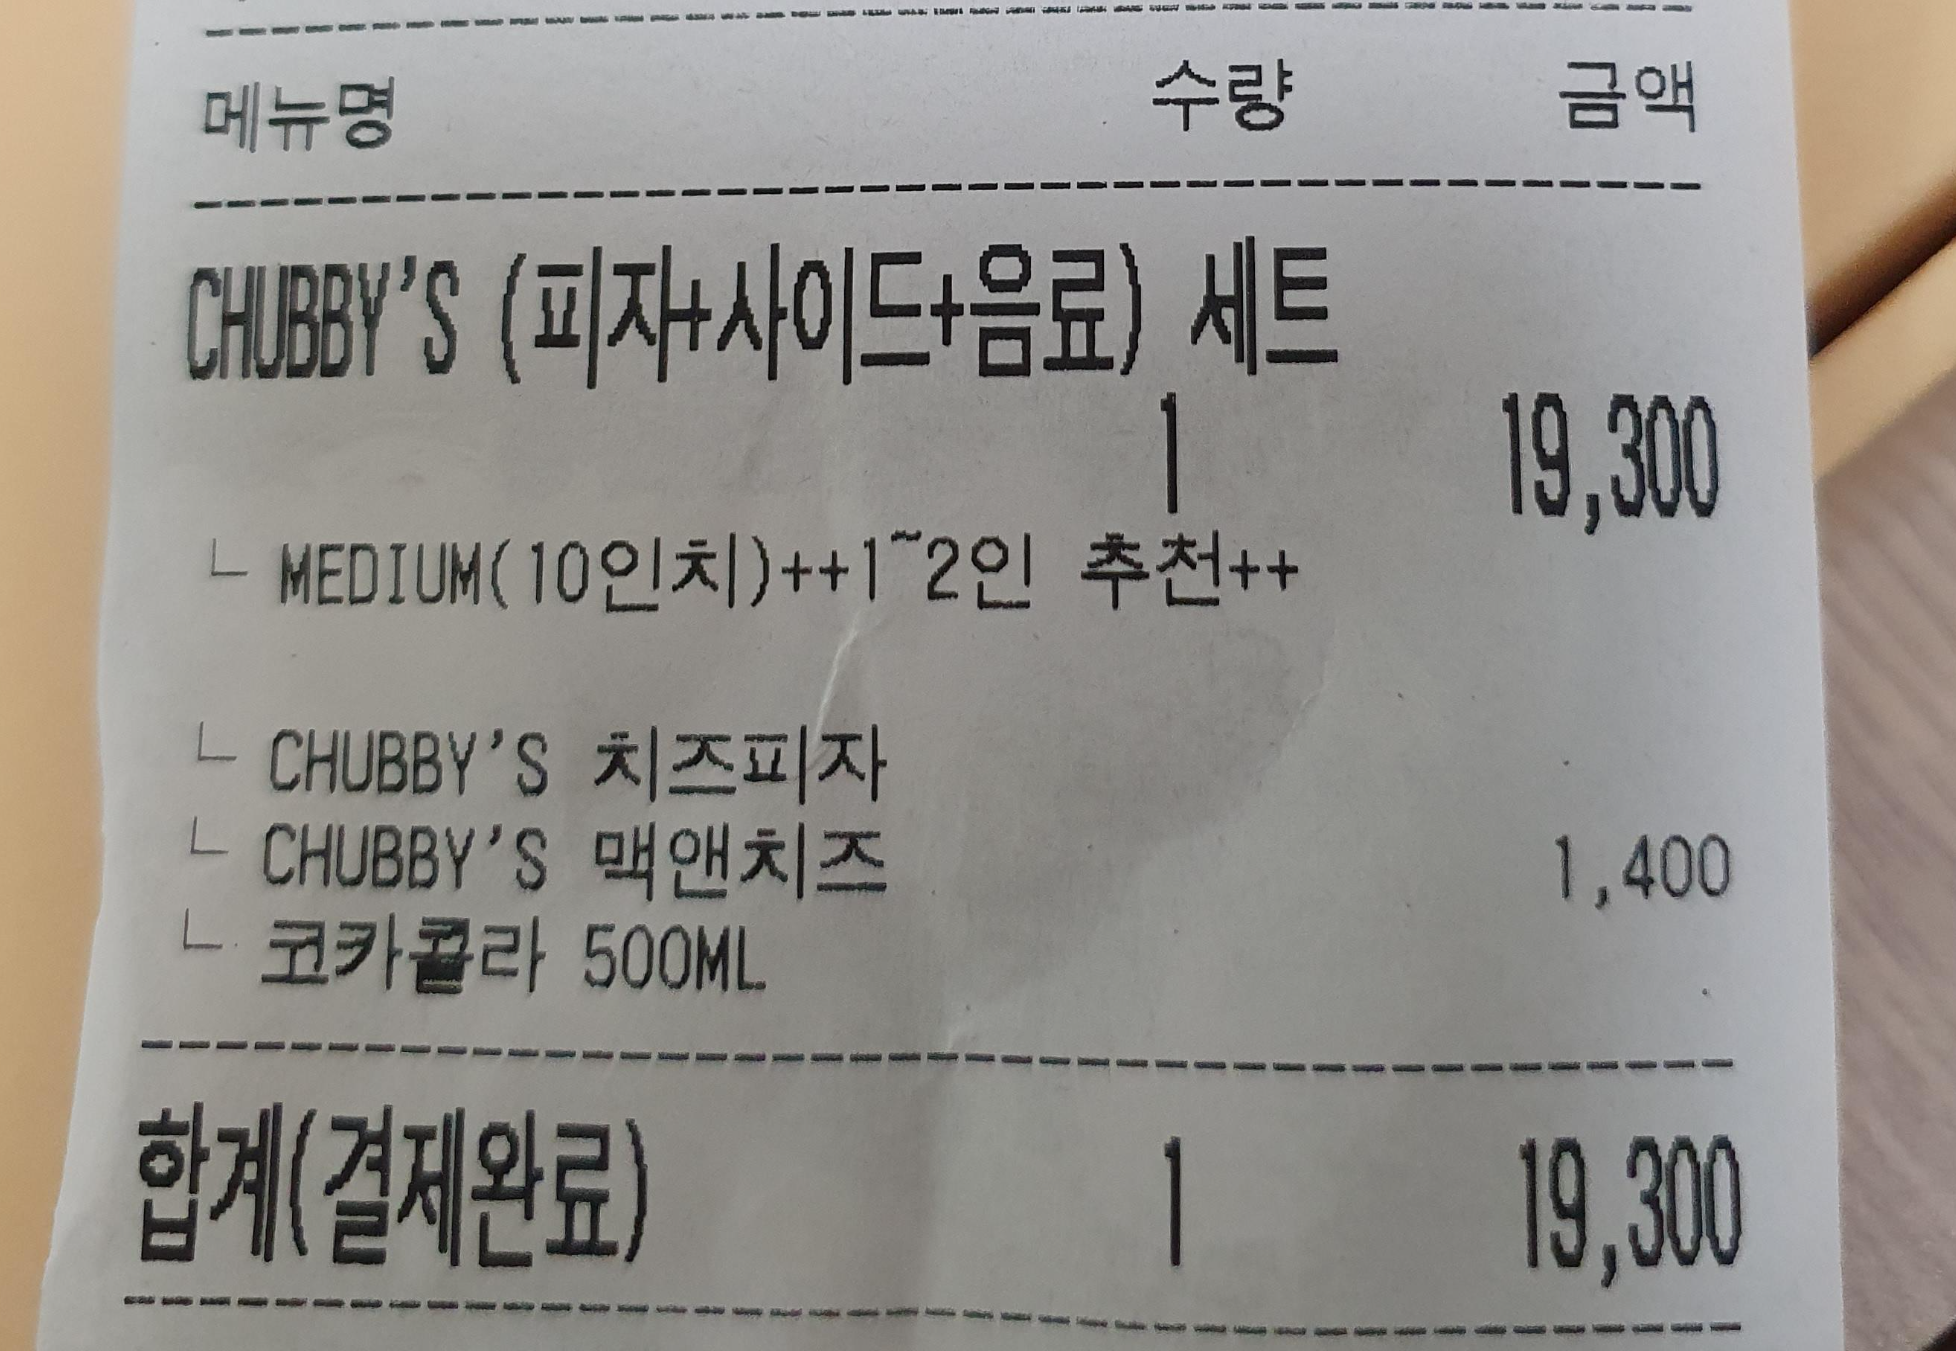 메뉴명 수량 금액
CHUBBY'S (피자+사이드+음료) 세트
1 19,300
└ MEDIUM(10인치)++1~2인 추천++
└ CHUBBY'S 치즈피자
└ CHUBBY'S 맥앤치즈 1,400
└ 코카콜라 500ML
합계(결제완료) 1 19,300